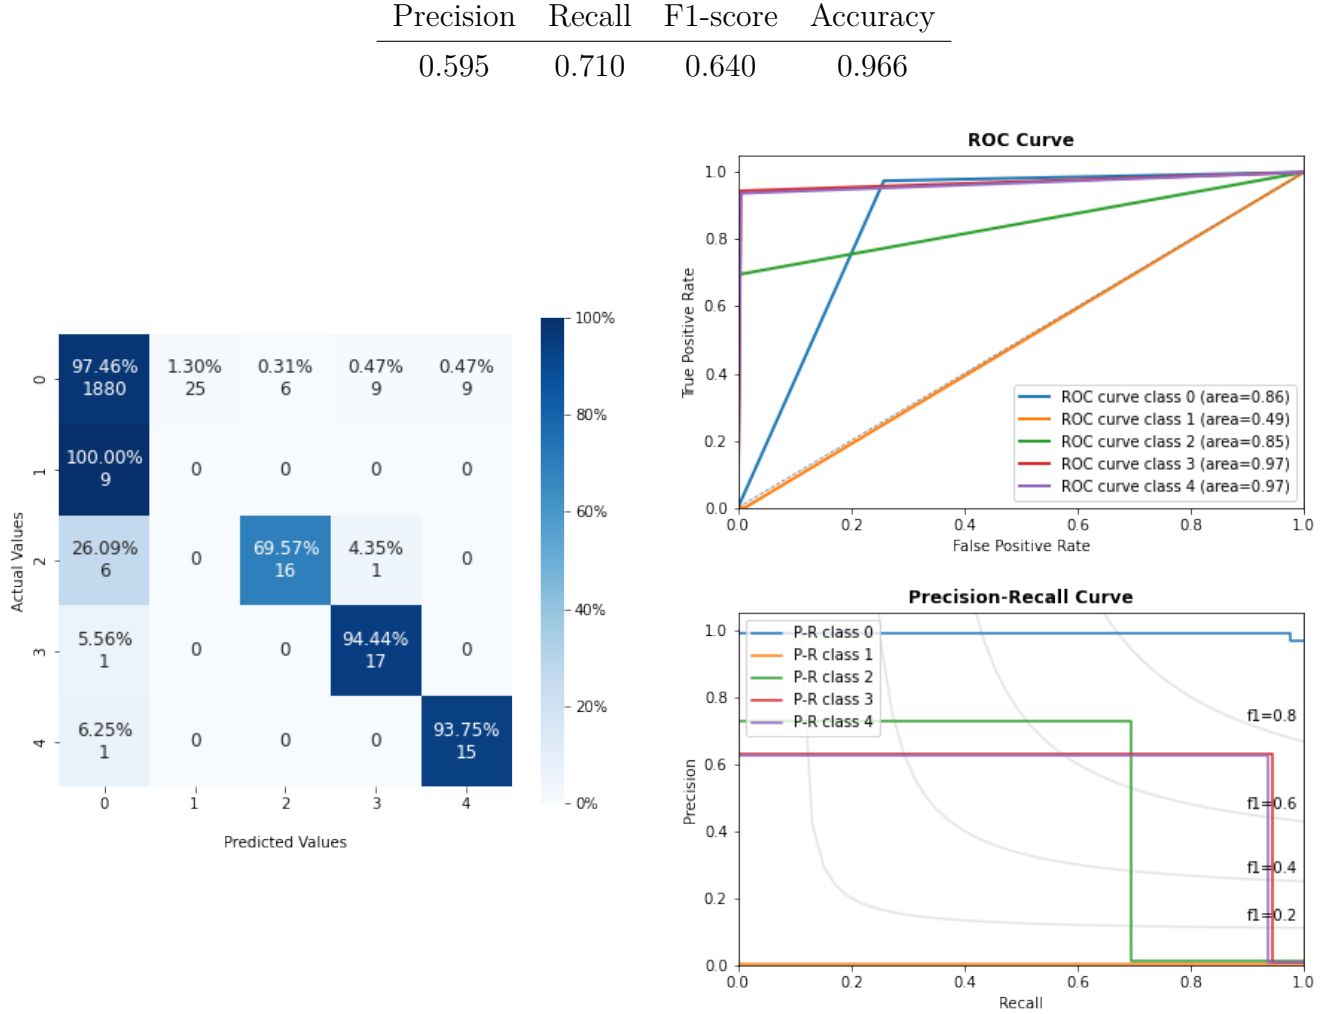 Precision Recall F1-score Accuracy
0.595 0.710 0.640 0.966
97.46% 1.30% 0.31% 0.47% 0.47%
0 1880 25 6 9 9
100.00%
1 9 0 0 0 0
26.09% 69.57% 4.35%
2 6 0 16 1 0
5.56% 94.44%
3 1 0 0 17 0
6.25% 93.75%
4 1 0 0 0 15
0 1 2 3 4
Actual Values
Predicted Values
100%
80%
60%
40%
20%
0%
ROC Curve
1.0
0.8
0.6
0.4
0.2
0.0
True Positive Rate
ROC curve class 0 (area=0.86)
ROC curve class 1 (area=0.49)
ROC curve class 2 (area=0.85)
ROC curve class 3 (area=0.97)
ROC curve class 4 (area=0.97)
0.0 0.2 0.4 0.6 0.8 1.0
False Positive Rate
Precision-Recall Curve
1.0
0.8
0.6
0.4
0.2
0.0
Precision
P-R class 0
P-R class 1
P-R class 2
P-R class 3
P-R class 4
f1=0.8
f1=0.6
f1=0.4
f1=0.2
0.0 0.2 0.4 0.6 0.8 1.0
Recall